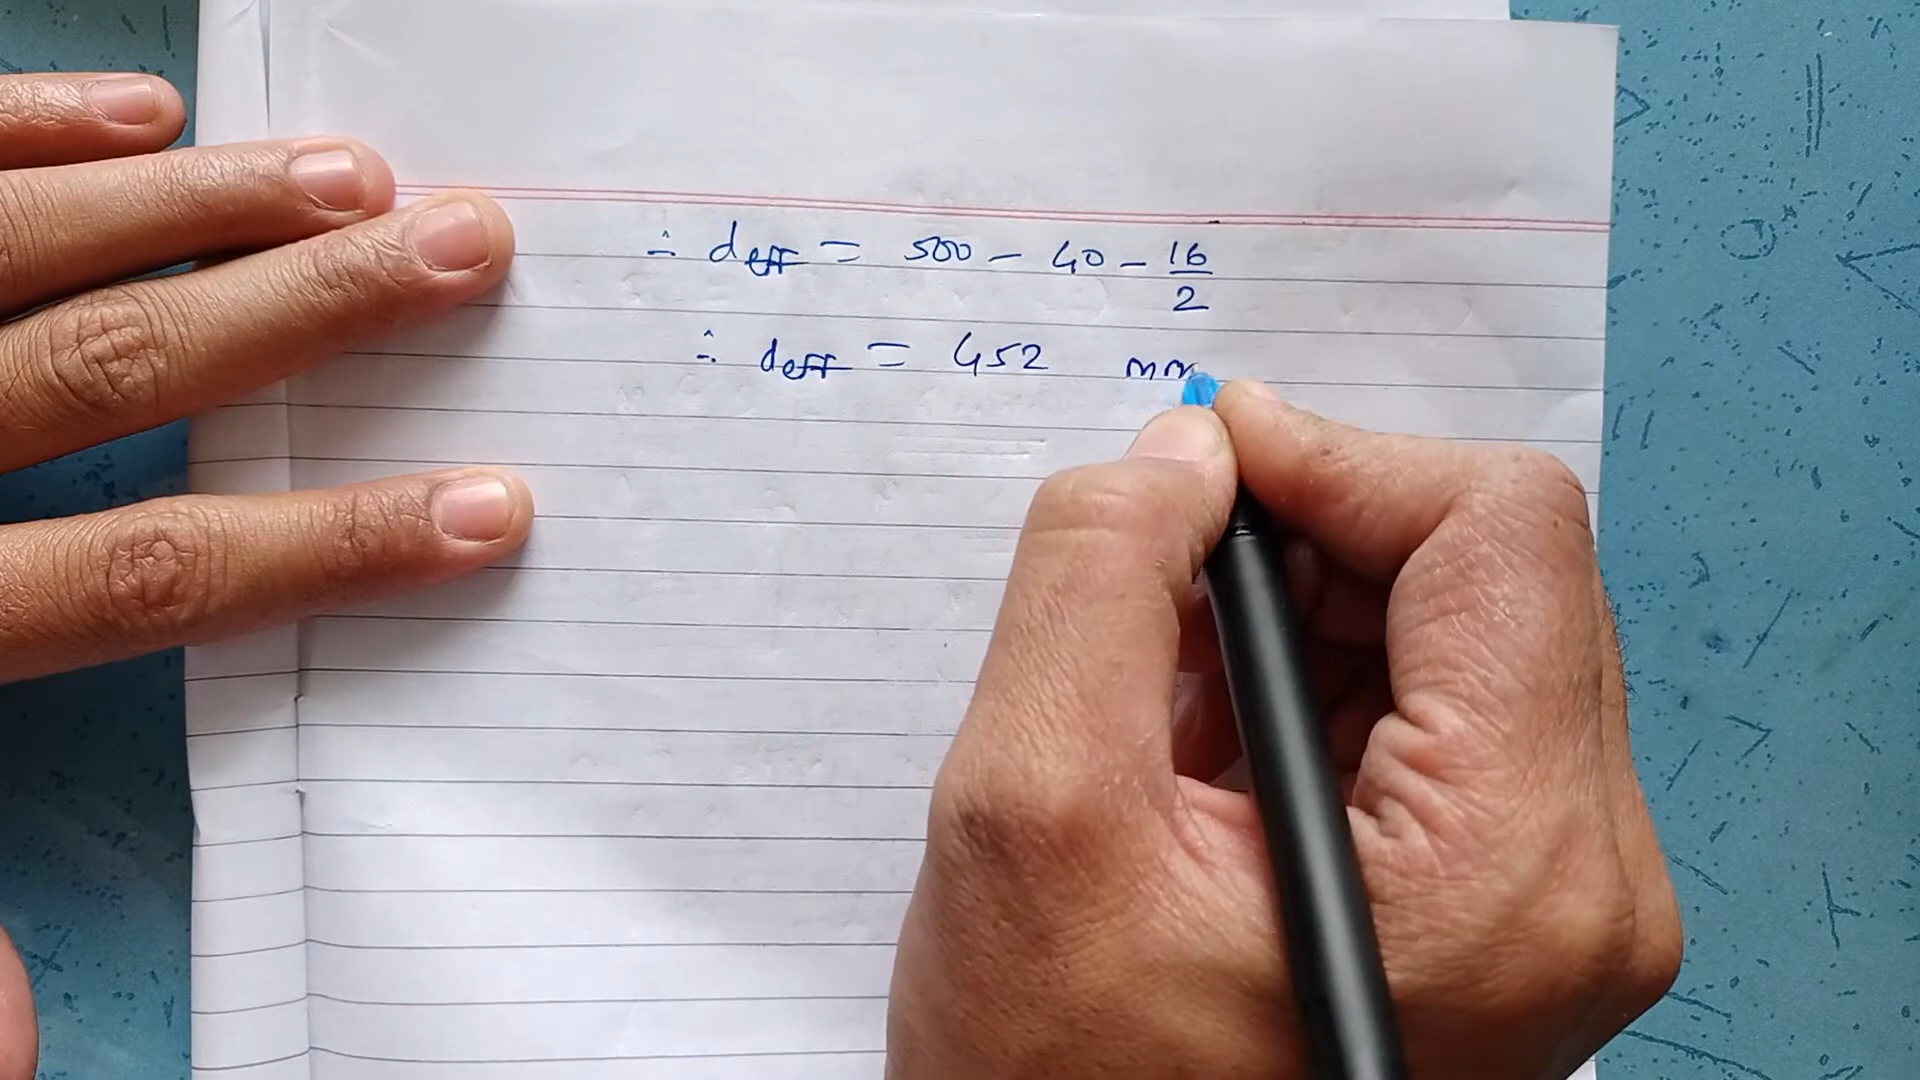 ∴ deff = 500 - 40 - 16/2
∴ deff = 452 mm